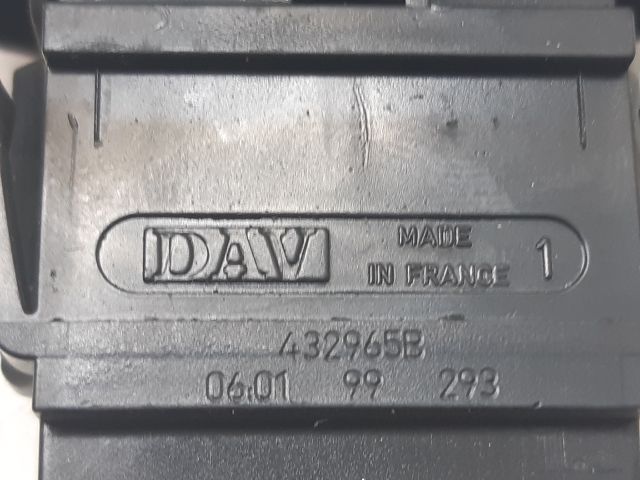 DAV MADE IN FRANCE 1
432965B
06.01 99 293